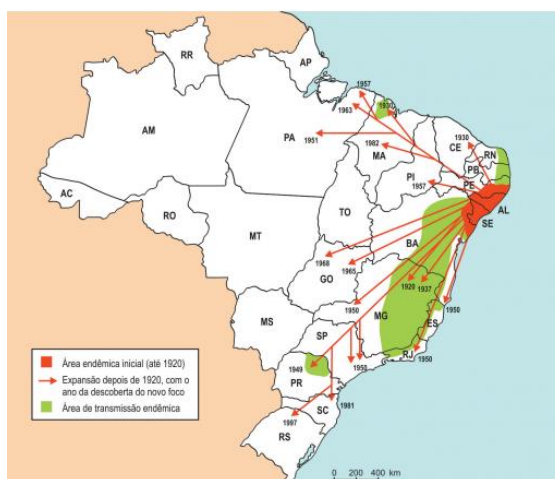 RR
AP
1957
1930
1963
AM
PA
1951
1982
MA
CE
1930
RN
PB
PE
PI
1957
AL
SE
AC
RO
TO
BA
MT
1968
1965
GO
1920
1937
1950
MG
ES
1950
MS
SP
RJ
1950
1949
1950
PR
1981
SC
1997
RS
Área endêmica inicial (até 1920)
Expansão depois de 1920, com o
ano da descoberta do novo foco
Área de transmissão endêmica
0 200 400 km